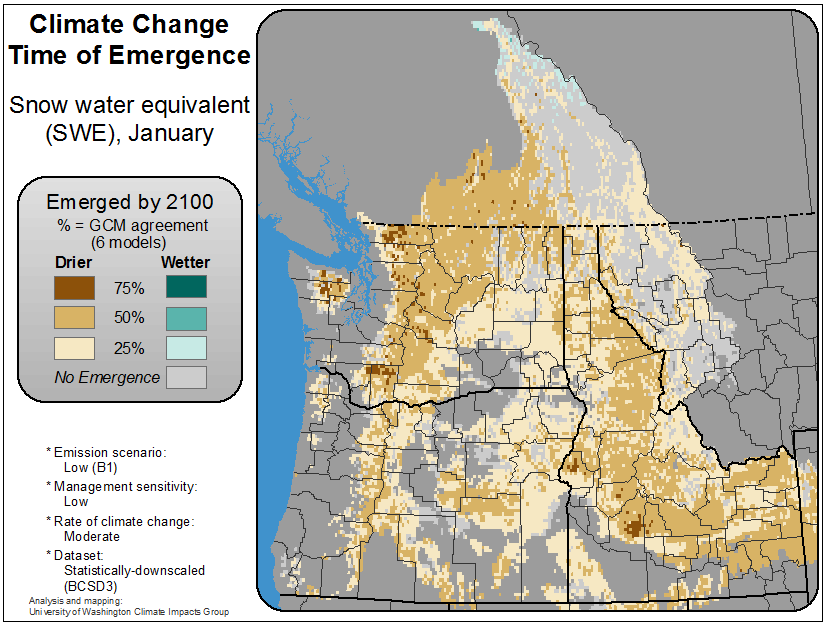 Climate Change
Time of Emergence
Snow water equivalent
(SWE), January
Emerged by 2100
% = GCM agreement
(6 models)
Drier Wetter
75%
50%
25%
No Emergence
* Emission scenario:
Low (B1)
* Management sensitivity:
Low
* Rate of climate change:
Moderate
* Dataset:
Statistically-downscaled
(BCSD3)
Analysis and mapping:
University of Washington Climate Impacts Group